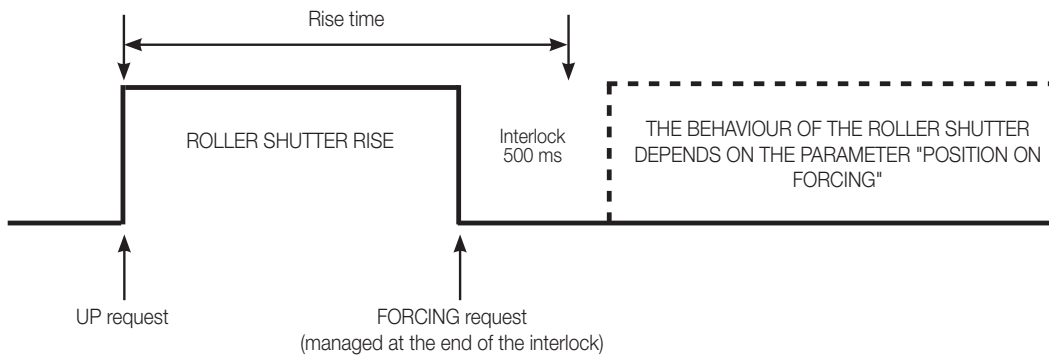 Rise time
ROLLER SHUTTER RISE
Interlock
500 ms
THE BEHAVIOUR OF THE ROLLER SHUTTER
DEPENDS ON THE PARAMETER "POSITION ON
FORCING"
UP request
FORCING request
(managed at the end of the interlock)